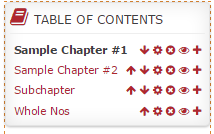 TABLE OF CONTENTS
Sample Chapter #1
Sample Chapter #2
Subchapter
Whole Nos